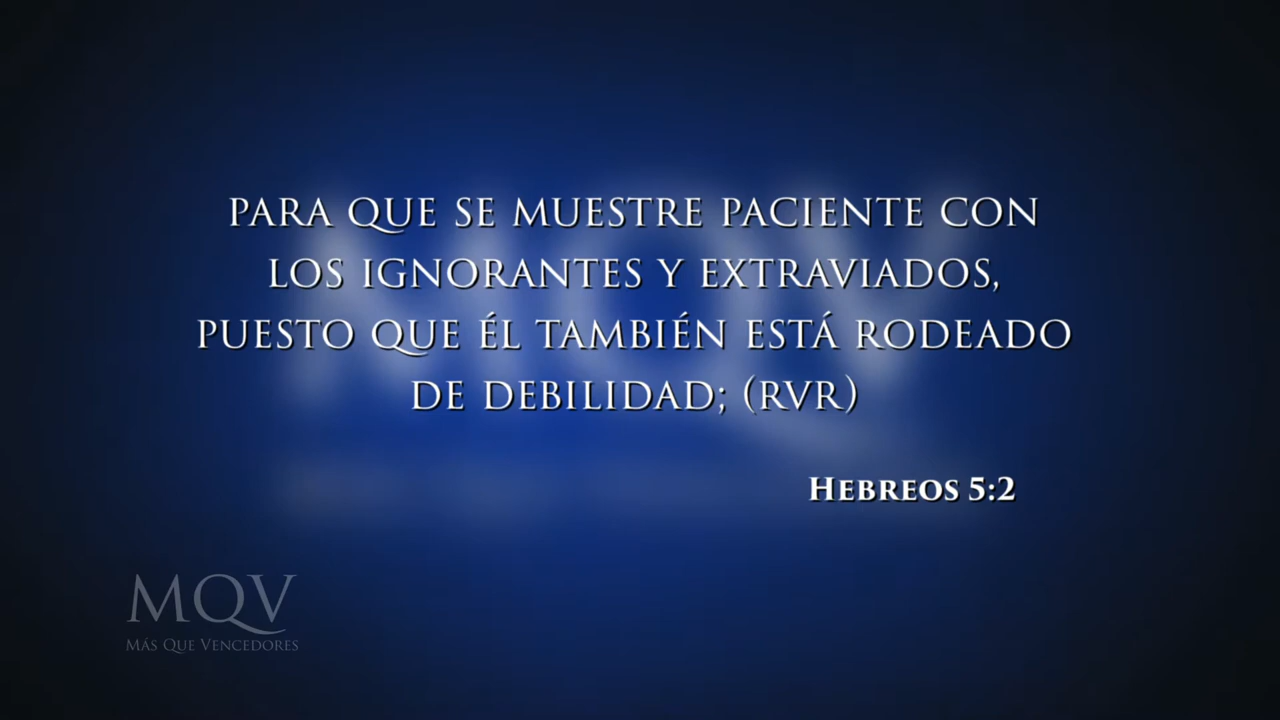 PARA QUE SE MUESTRE PACIENTE CON
LOS IGNORANTES Y EXTRAVIADOS,
PUESTO QUE ÉL TAMBIÉN ESTÁ RODEADO
DE DEBILIDAD; (RVR)
HEBREOS 5:2
MQV
MÁS QUE VENCEDORES